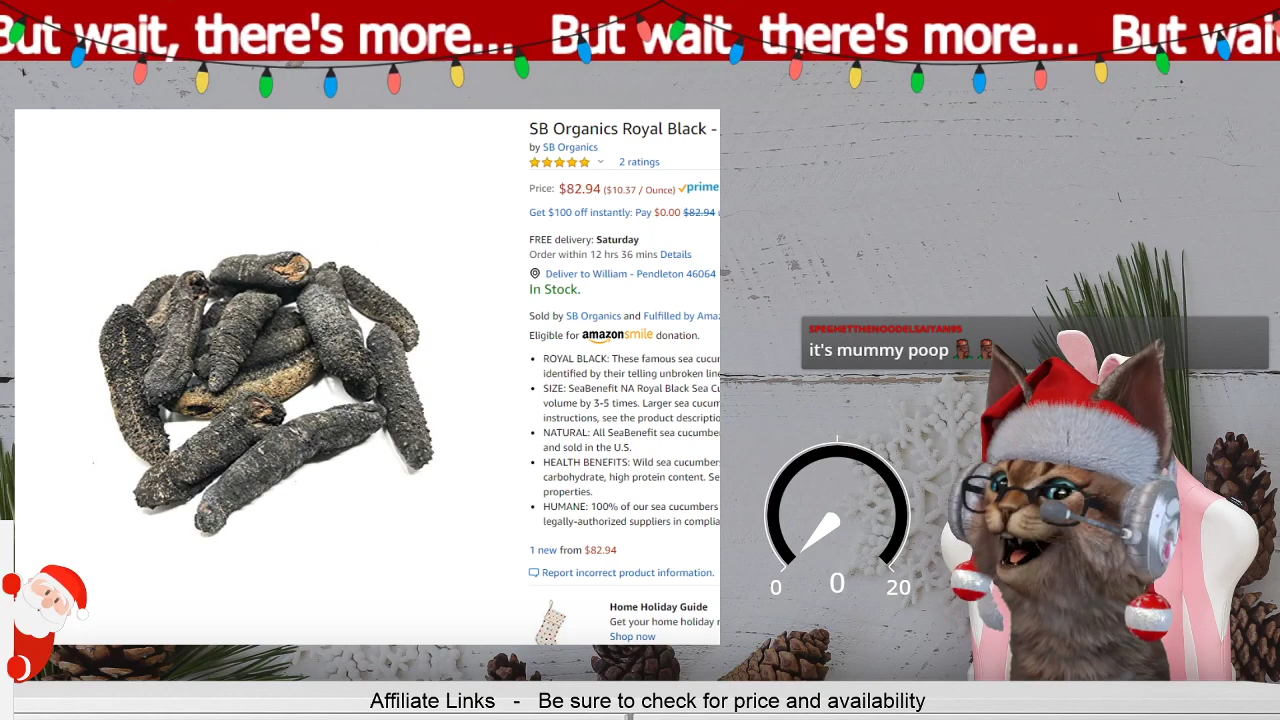 But wait, there's more... But wait, there's more... But wai
SB Organics Royal Black -
by SB Organics
2 ratings
Price: $82.94 ($10.37 / Ounce) prime
Get $100 off instantly: Pay $0.00 $82.94
FREE delivery: Saturday
Order within 12 hrs 36 mins Details
Deliver to William - Pendleton 46064
In Stock.
Sold by SB Organics and Fulfilled by Amaz
Eligible for amazonsmile donation.
• ROYAL BLACK: These famous sea cucum
identified by their telling unbroken line
• SIZE: SeaBenefit NA Royal Black Sea Cu
volume by 3-5 times. Larger sea cucum
instructions, see the product descriptio
• NATURAL: All SeaBenefit sea cucumbe
and sold in the U.S.
• HEALTH BENEFITS: Wild sea cucumbers
carbohydrate, high protein content. Se
properties.
• HUMANE: 100% of our sea cucumbers
legally-authorized suppliers in complia
1 new from $82.94
Report incorrect product information.
Home Holiday Guide
Get your home holiday r
Shop now
SPEGHETTHENOODELSAIYAN95
it's mummy poop
0 0 20
Affiliate Links - Be sure to check for price and availability